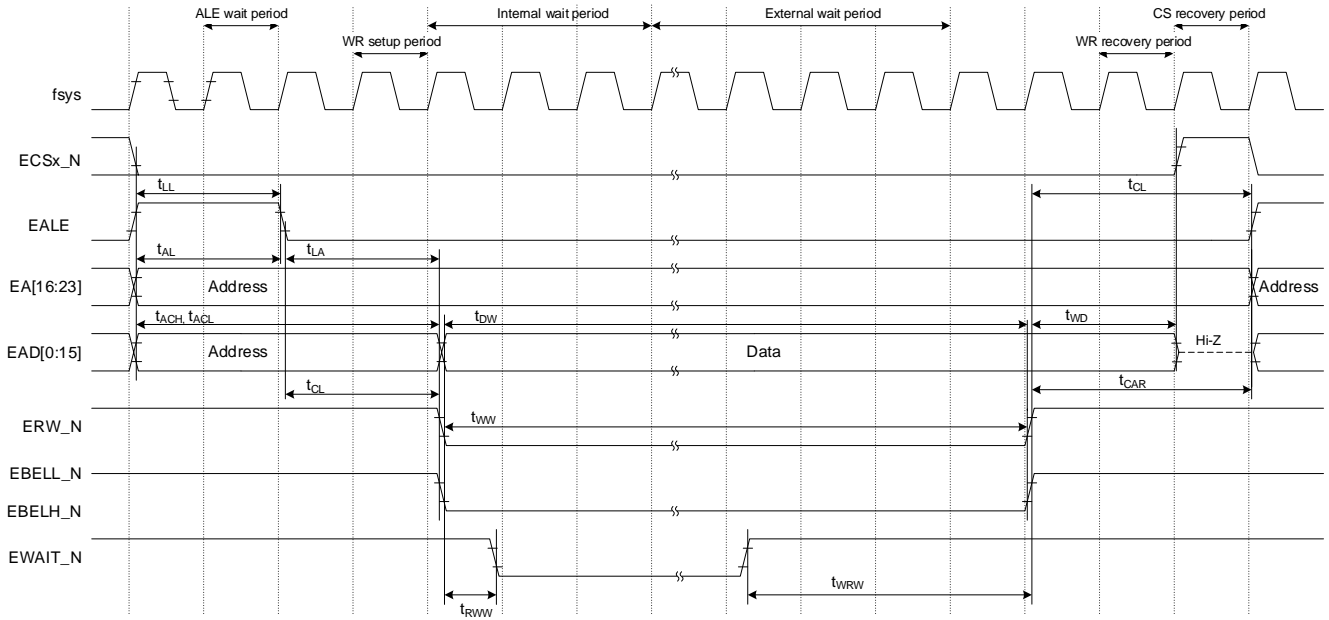 ALE wait period
Internal wait period
External wait period
CS recovery period
WR setup period
WR recovery period
fsys
ECSx_N
tLL
tCL
EALE
tAL
tLA
EA[16:23]
Address
Address
tACH, tACL
tDW
tWD
EAD[0:15]
Address
Data
Hi-Z
tCL
tCAR
ERW_N
tWW
EBELL_N
EBELH_N
EWAIT_N
tRWW
tWRW